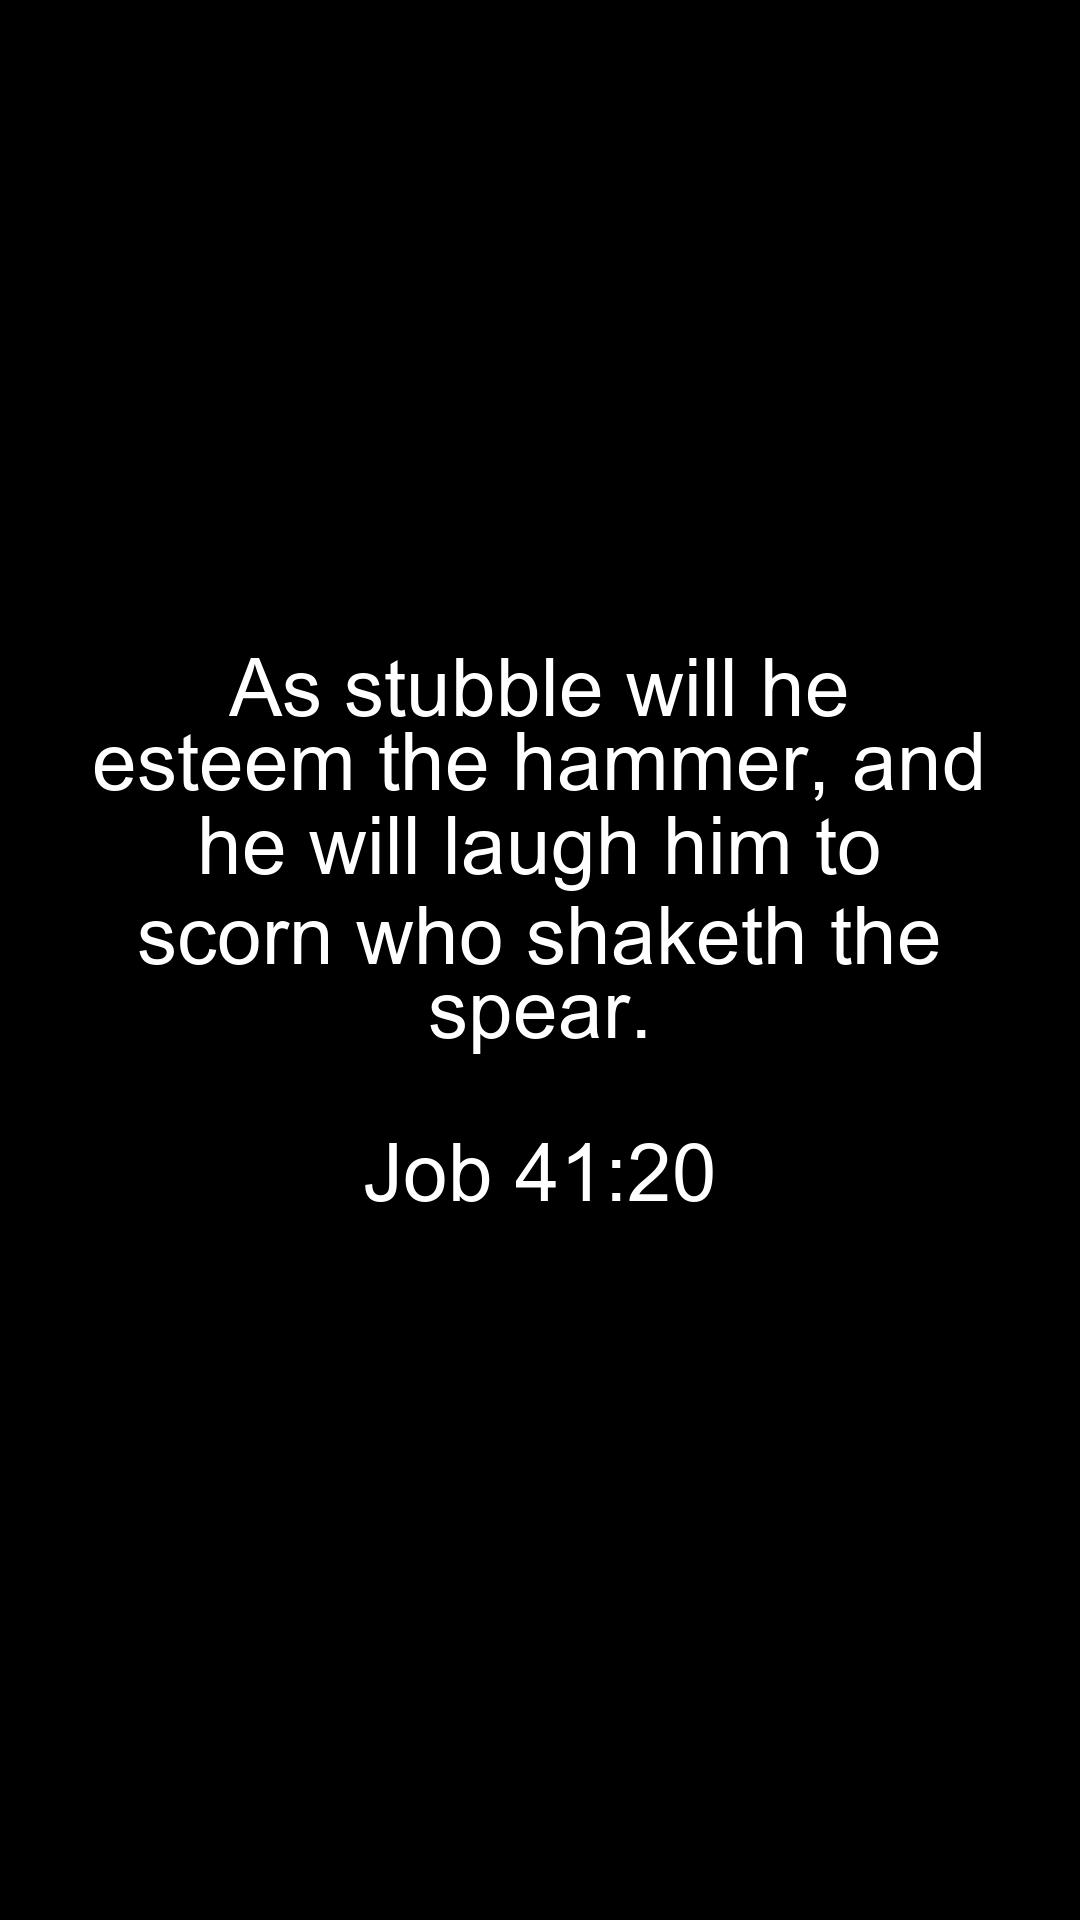 As stubble will he
esteem the hammer, and
he will laugh him to
scorn who shaketh the
spear.
Job 41:20